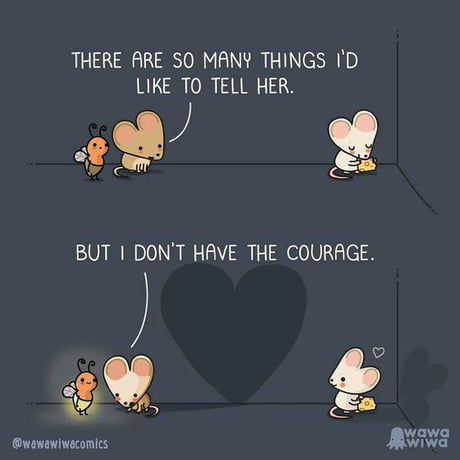 THERE ARE SO MANY THINGS I'D
LIKE TO TELL HER.
BUT I DON'T HAVE THE COURAGE.
@wawawiwacomics
wawa
wiwa